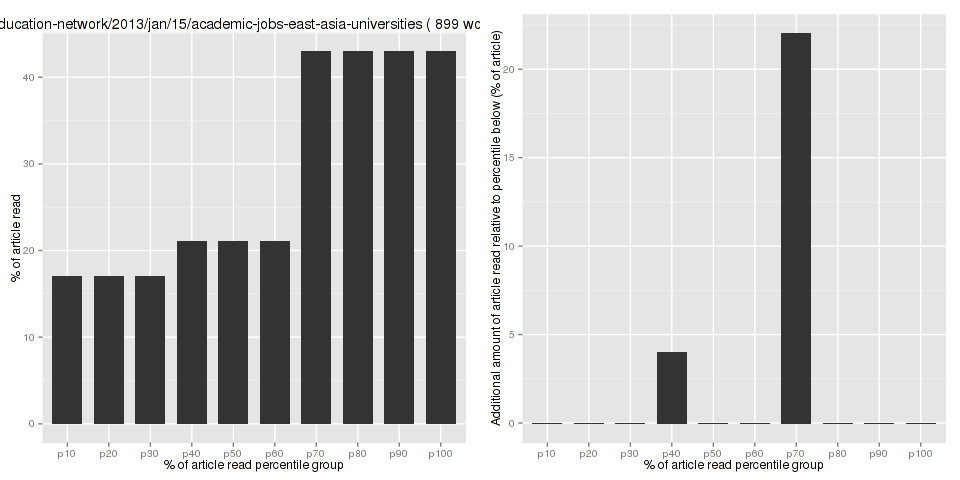 ducation-network/2013/jan/15/academic-jobs-east-asia-universities ( 899 wc
% of article read
40
30
20
10
0
p10 p20 p30 p40 p50 p60 p70 p80 p90 p100
% of article read percentile group
Additional amount of article read relative to percentile below (% of article)
20
15
10
5
0
p10 p20 p30 p40 p50 p60 p70 p80 p90 p100
% of article read percentile group